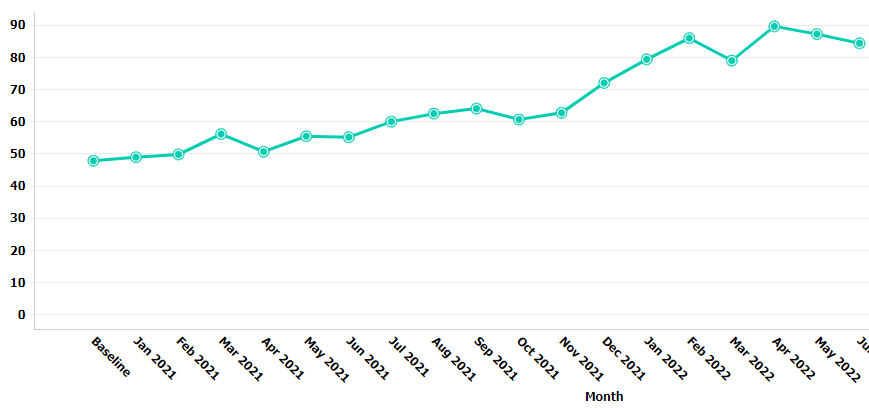 90
80
70
60
50
40
30
20
10
0
Baseline
Jan 2021
Feb 2021
Mar 2021
Apr 2021
May 2021
Jun 2021
Jul 2021
Aug 2021
Sep 2021
Oct 2021
Nov 2021
Dec 2021
Jan 2022
Feb 2022
Mar 2022
Apr 2022
May 2022
Month